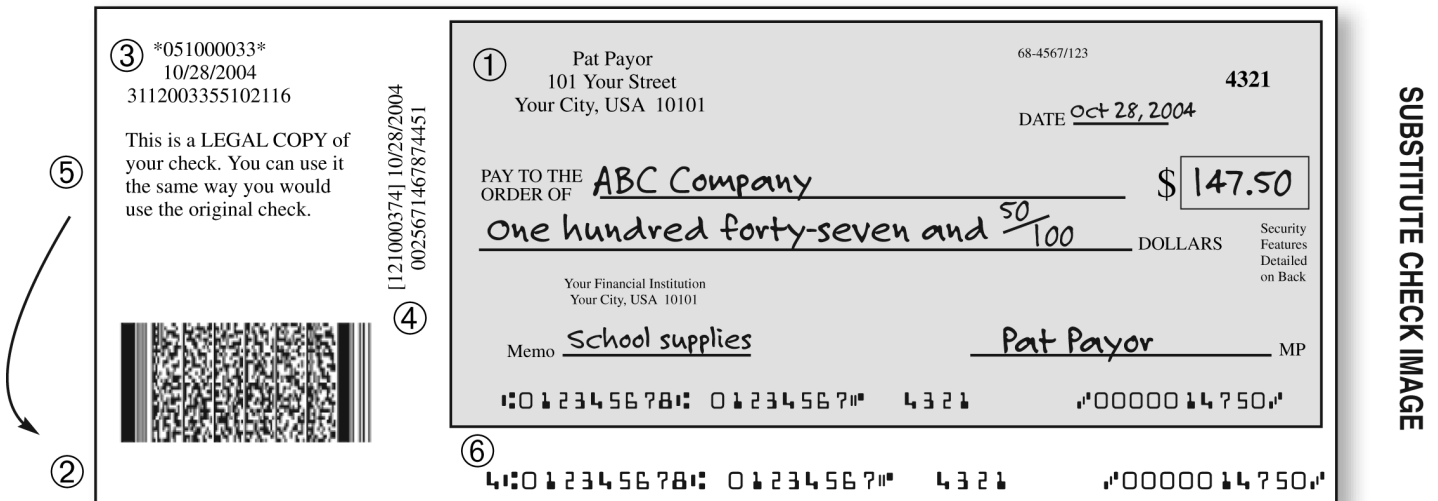 ③ *051000033*
10/28/2004
3112003355102116
This is a LEGAL COPY of
your check. You can use it
the same way you would
use the original check.
⑤
②
[121000374] 10/28/2004
00256714678744​51
④
①
Pat Payor
101 Your Street
Your City, USA 10101
68-4567/123
4321
DATE Oct 28, 2004
PAY TO THE
ORDER OF ABC Company $ 147.50
One hundred forty-seven and 50/100 DOLLARS
Security
Features
Detailed
on Back
Your Financial Institution
Your City, USA 10101
Memo School supplies Pat Payor MP
⑆012345678⑆ 01234567⑈ 4321 ⑇0000014750⑇
⑥
4⑆012345678⑆ 01234567⑈ 4321 ⑇0000014750⑇
SUBSTITUTE CHECK IMAGE